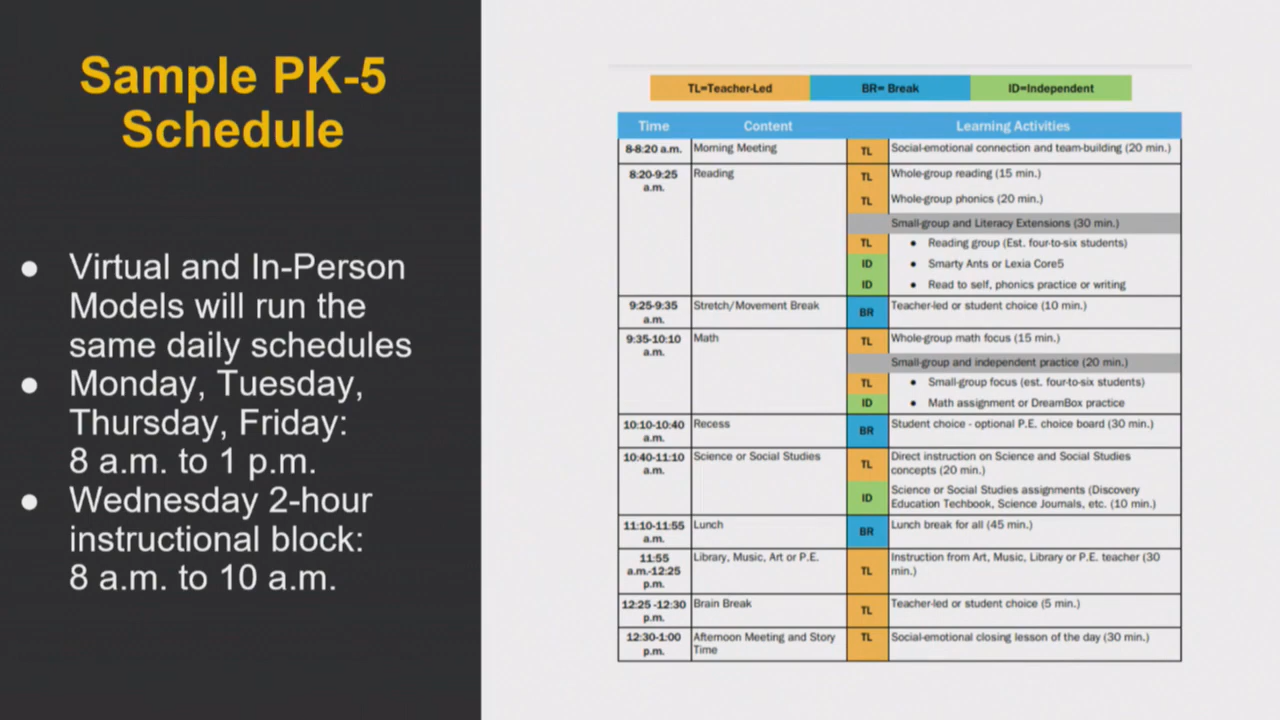 Sample PK-5
Schedule
● Virtual and In-Person
Models will run the
same daily schedules
● Monday, Tuesday,
Thursday, Friday:
8 a.m. to 1 p.m.
● Wednesday 2-hour
instructional block:
8 a.m. to 10 a.m.
TL=Teacher-Led BR= Break ID=Independent
Time Content Learning Activities
8-8:20 a.m. Morning Meeting TL Social-emotional connection and team-building (20 min.)
8:20-9:25 Reading TL Whole-group reading (15 min.)
a.m.
TL Whole-group phonics (20 min.)
Small-group and Literacy Extensions (30 min.)
TL • Reading group (Est. four-to-six students)
ID • Smarty Ants or Lexia Core5
ID • Read to self, phonics practice or writing
9:25-9:35 Stretch/Movement Break BR Teacher-led or student choice (10 min.)
a.m.
9:35-10:10 Math TL Whole-group math focus (15 min.)
a.m.
Small-group and independent practice (20 min.)
TL • Small-group focus (est. four-to-six students)
ID • Math assignment or DreamBox practice
10:10-10:40 Recess BR Student choice - optional P.E. choice board (30 min.)
a.m.
10:40-11:10 Science or Social Studies TL Direct instruction on Science and Social Studies
a.m. concepts (20 min.)
ID Science or Social Studies assignments (Discovery
Education Techbook, Science Journals, etc. (10 min.)
11:10-11:55 Lunch BR Lunch break for all (45 min.)
a.m.
11:55 Library, Music, Art or P.E. TL Instruction from Art, Music, Library or P.E. teacher (30
a.m.-12:25 min.)
p.m.
12:25 -12:30 Brain Break TL Teacher-led or student choice (5 min.)
p.m.
12:30-1:00 Afternoon Meeting and Story TL Social-emotional closing lesson of the day (30 min.)
p.m. Time